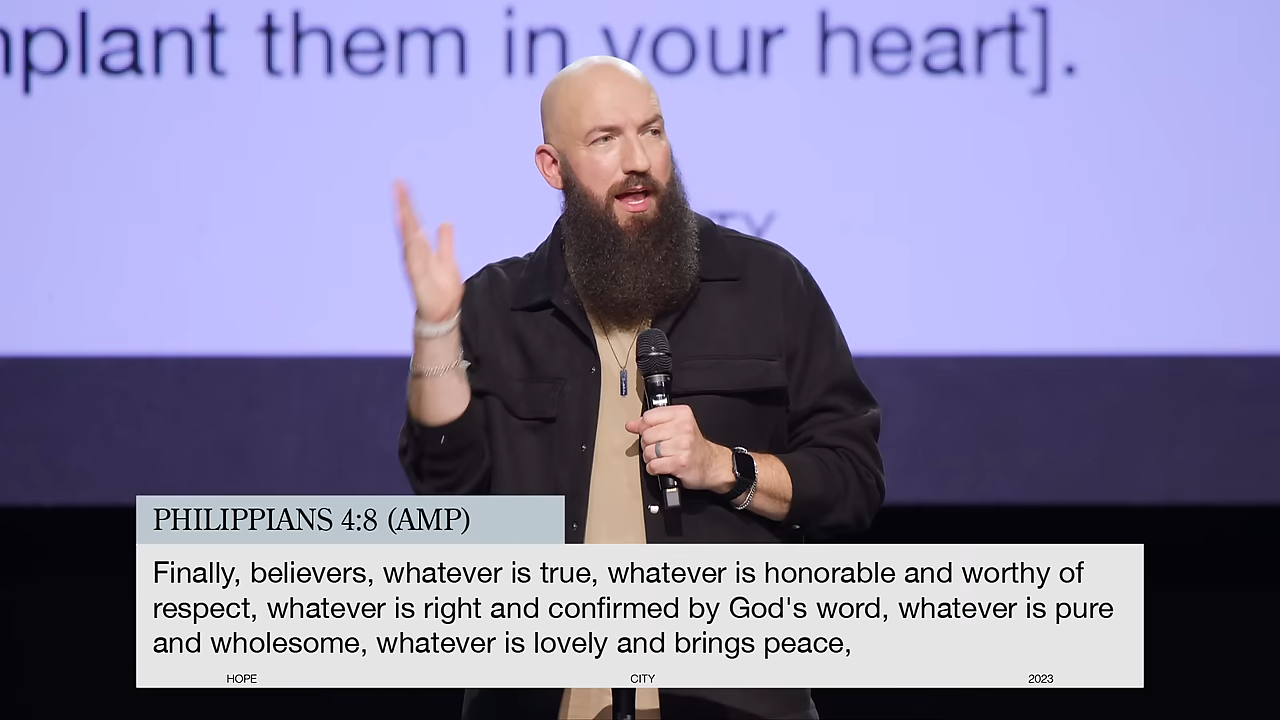 plant them in your heart].
TY
PHILIPPIANS 4:8 (AMP)
Finally, believers, whatever is true, whatever is honorable and worthy of
respect, whatever is right and confirmed by God's word, whatever is pure
and wholesome, whatever is lovely and brings peace,
HOPE CITY 2023